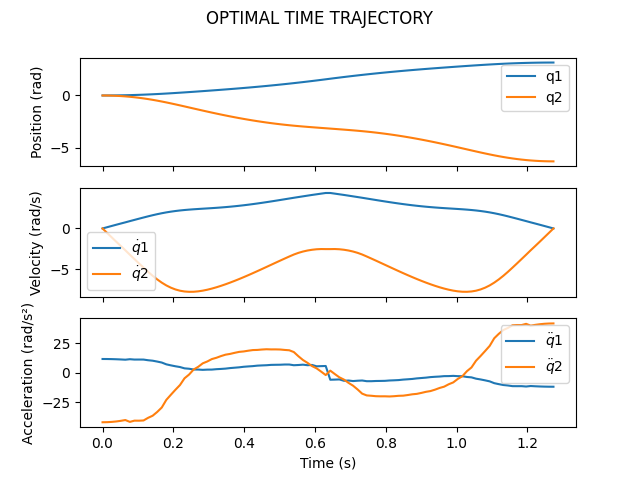 OPTIMAL TIME TRAJECTORY
Position (rad)
0
−5
q1
q2
Velocity (rad/s)
0
−5
q̇1
q̇2
Acceleration (rad/s²)
25
0
−25
q̈1
q̈2
0.0 0.2 0.4 0.6 0.8 1.0 1.2
Time (s)